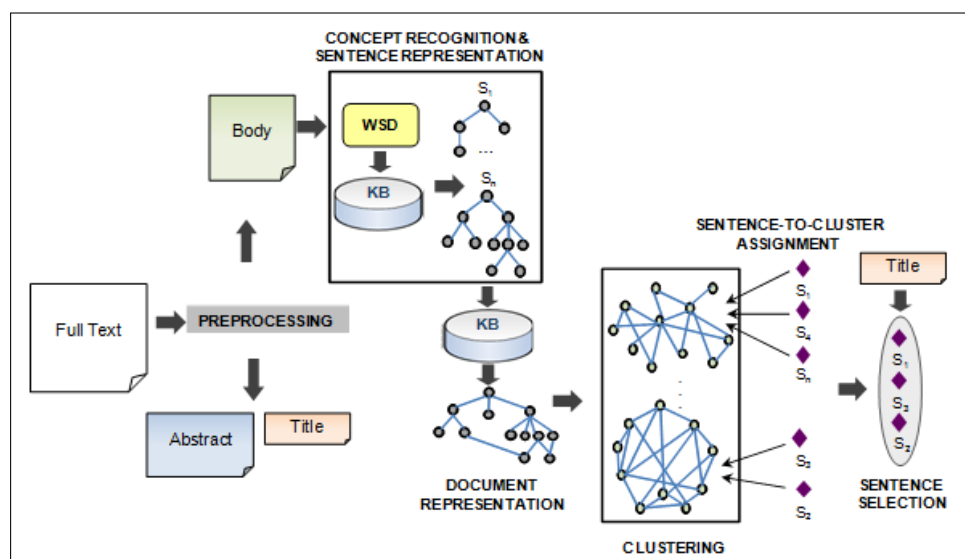 CONCEPT RECOGNITION &
SENTENCE REPRESENTATION
S1
WSD
Body
...
KB
Sn
SENTENCE-TO-CLUSTER
ASSIGNMENT
Title
S1
Full Text
PREPROCESSING
KB
S4
S1
Sn
S3
Abstract
Title
S2
S3
DOCUMENT
REPRESENTATION
SENTENCE
SELECTION
S2
CLUSTERING